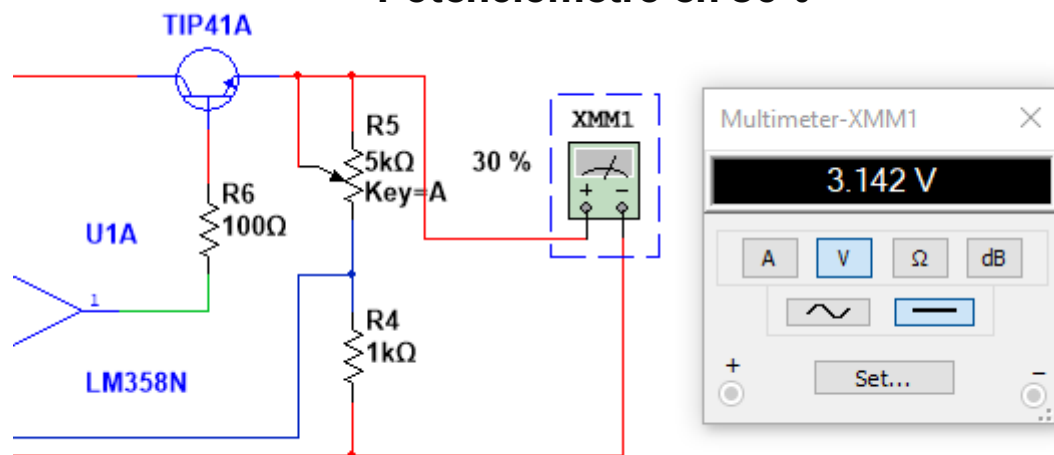 TIP41A
R5
5kΩ
Key=A
30 %
XMM1
+ −
R6
100Ω
U1A
1
LM358N
R4
1kΩ
Multimeter-XMM1
3.142 V
A V Ω dB
+ Set... −